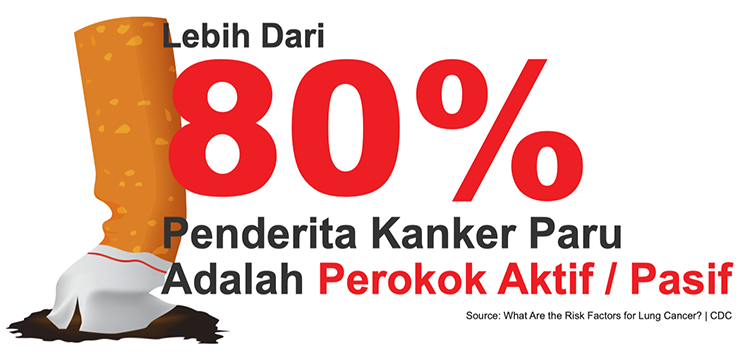 Lebih Dari
80%
Penderita Kanker Paru
Adalah Perokok Aktif / Pasif
Source: What Are the Risk Factors for Lung Cancer? | CDC